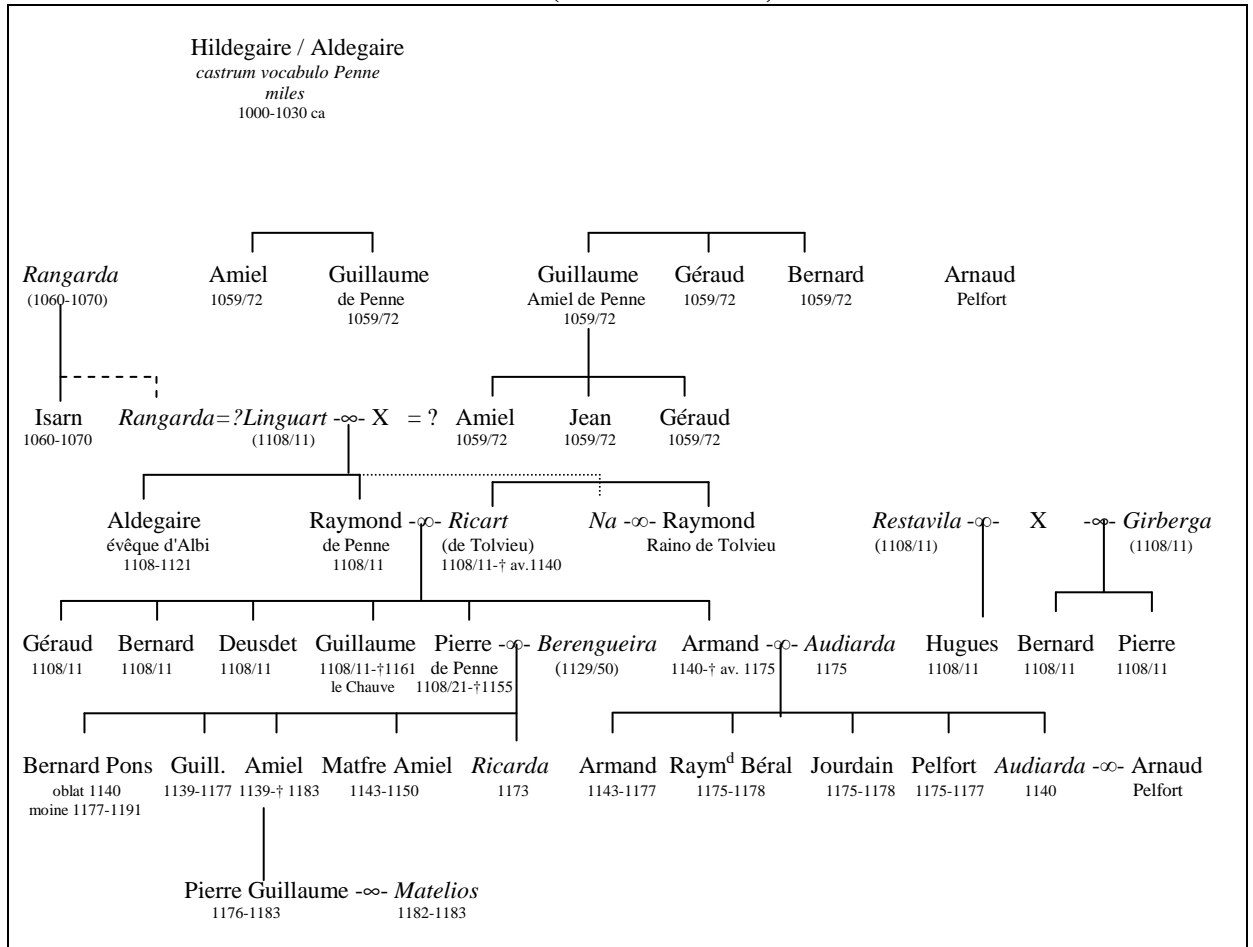 Hildegaire / Aldegaire
castrum vocabulo Penne
miles
1000-1030 ca
Rangarda Amiel Guillaume Guillaume Géraud Bernard Arnaud
(1060-1070) 1059/72 de Penne Amiel de Penne 1059/72 1059/72 Pelfort
1059/72 1059/72
Isarn Rangarda=?Linguart -∞- X = ? Amiel Jean Géraud
1060-1070 (1108/11) 1059/72 1059/72 1059/72
Aldegaire Raymond -∞- Ricart Na -∞- Raymond Restavila -∞- X -∞- Girberga
évêque d'Albi de Penne (de Tolvieu) Raino de Tolvieu (1108/11) (1108/11)
1108-1121 1108/11 1108/11-† av.1140
Géraud Bernard Deusdet Guillaume Pierre -∞- Berengueira Armand -∞- Audiarda Hugues Bernard Pierre
1108/11 1108/11 1108/11 1108/11-†1161 de Penne (1129/50) 1140-† av. 1175 1175 1108/11 1108/11 1108/11
le Chauve 1108/21-†1155
Bernard Pons Guill. Amiel Matfre Amiel Ricarda Armand Raymd Béral Jourdain Pelfort Audiarda -∞- Arnaud
oblat 1140 1139-1177 1139-† 1183 1143-1150 1173 1143-1177 1175-1178 1175-1178 1175-1177 1140 Pelfort
moine 1177-1191
Pierre Guillaume -∞- Matelios
1176-1183 1182-1183